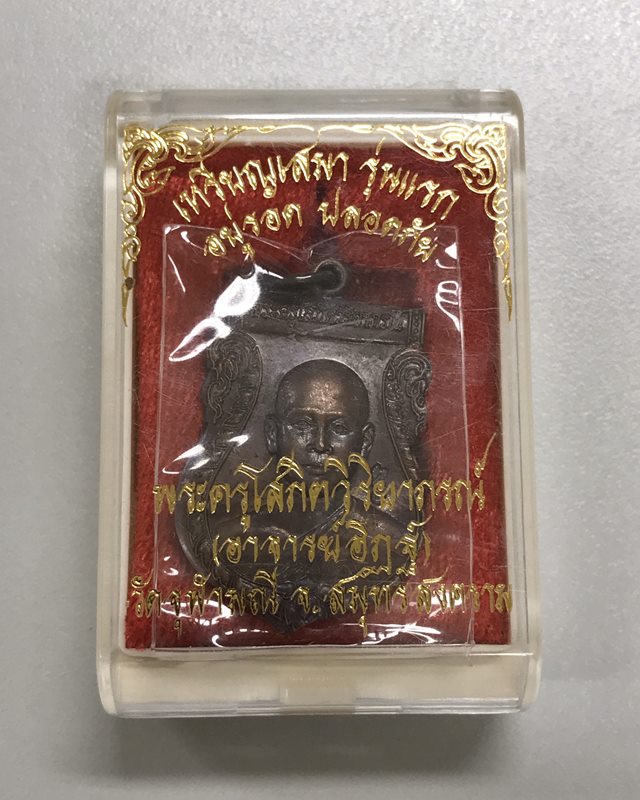 เหรียญเสมา รุ่นแรก
อยู่รอด ปลอดภัย
พระครูโสภิตวิริยาภรณ์
(อาจารย์อิฏฐ์)
วัดจุฬามณี จ.สมุทรสงคราม